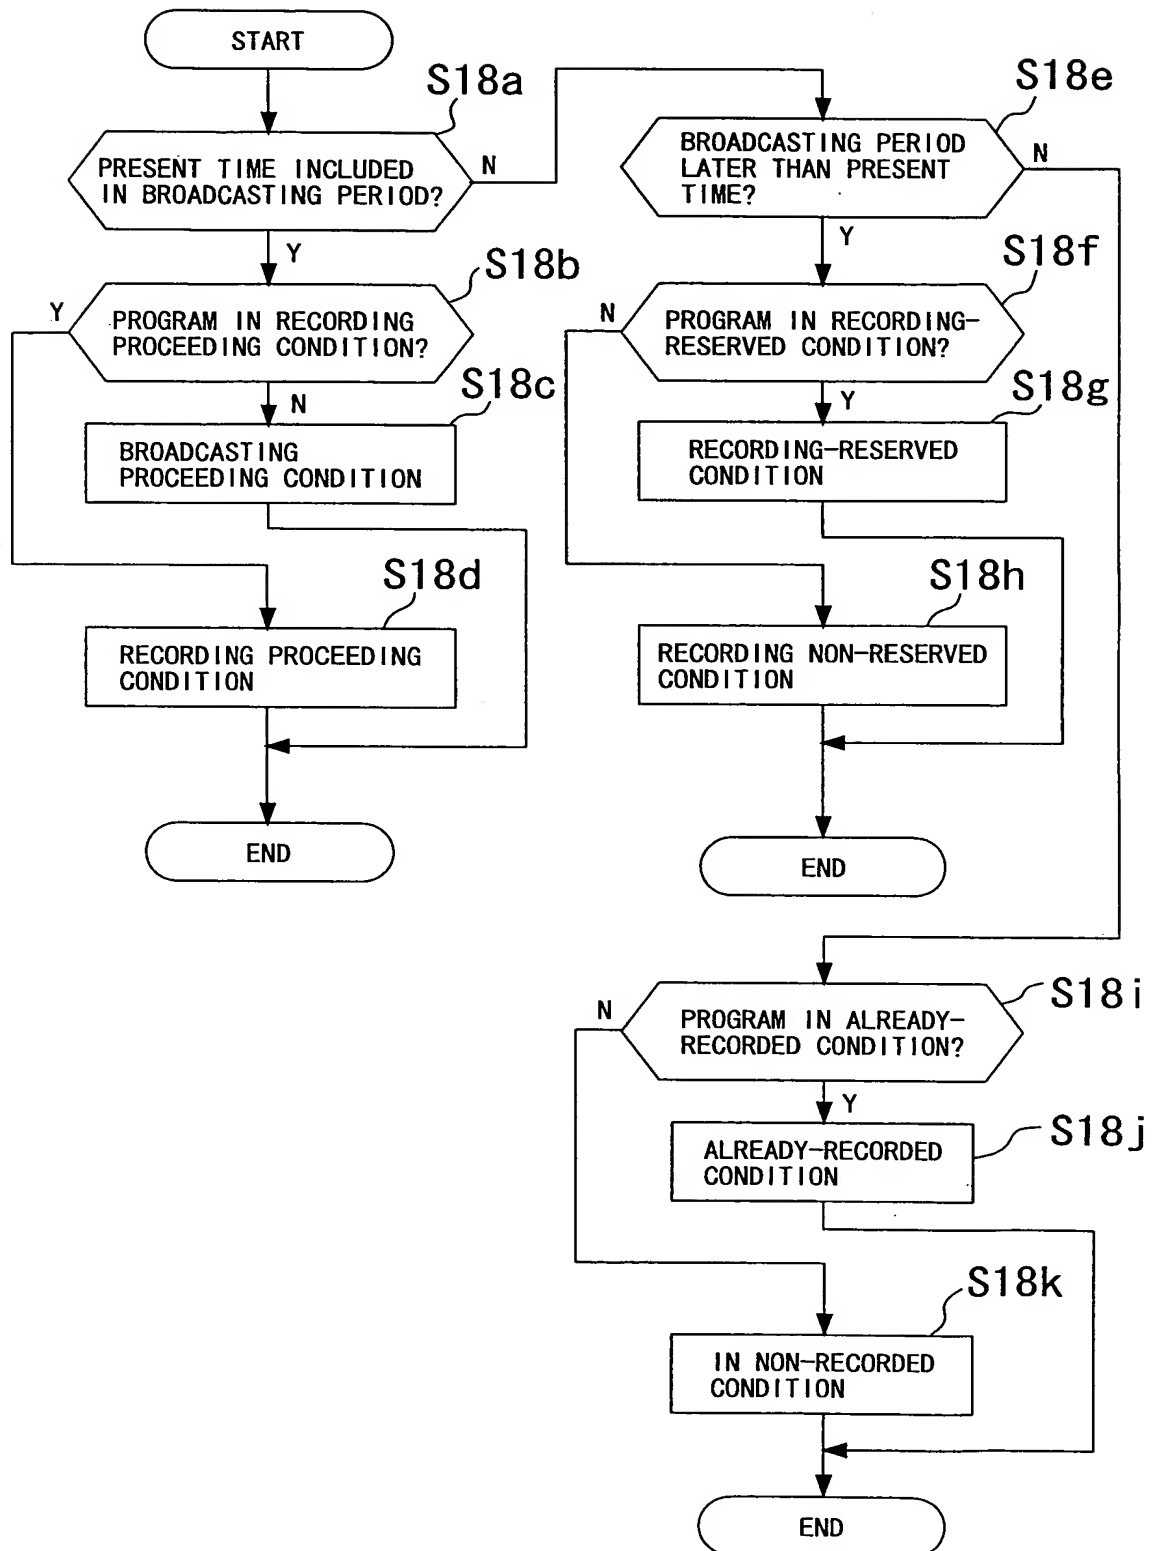 START
S18a
PRESENT TIME INCLUDED
IN BROADCASTING PERIOD?
N
Y
S18b
Y
PROGRAM IN RECORDING
PROCEEDING CONDITION?
N
S18c
BROADCASTING
PROCEEDING CONDITION
S18d
RECORDING PROCEEDING
CONDITION
END
S18e
BROADCASTING PERIOD
LATER THAN PRESENT
TIME?
N
Y
S18f
N
PROGRAM IN RECORDING-
RESERVED CONDITION?
Y
S18g
RECORDING-RESERVED
CONDITION
S18h
RECORDING NON-RESERVED
CONDITION
END
S18i
N
PROGRAM IN ALREADY-
RECORDED CONDITION?
Y
S18j
ALREADY-RECORDED
CONDITION
S18k
IN NON-RECORDED
CONDITION
END